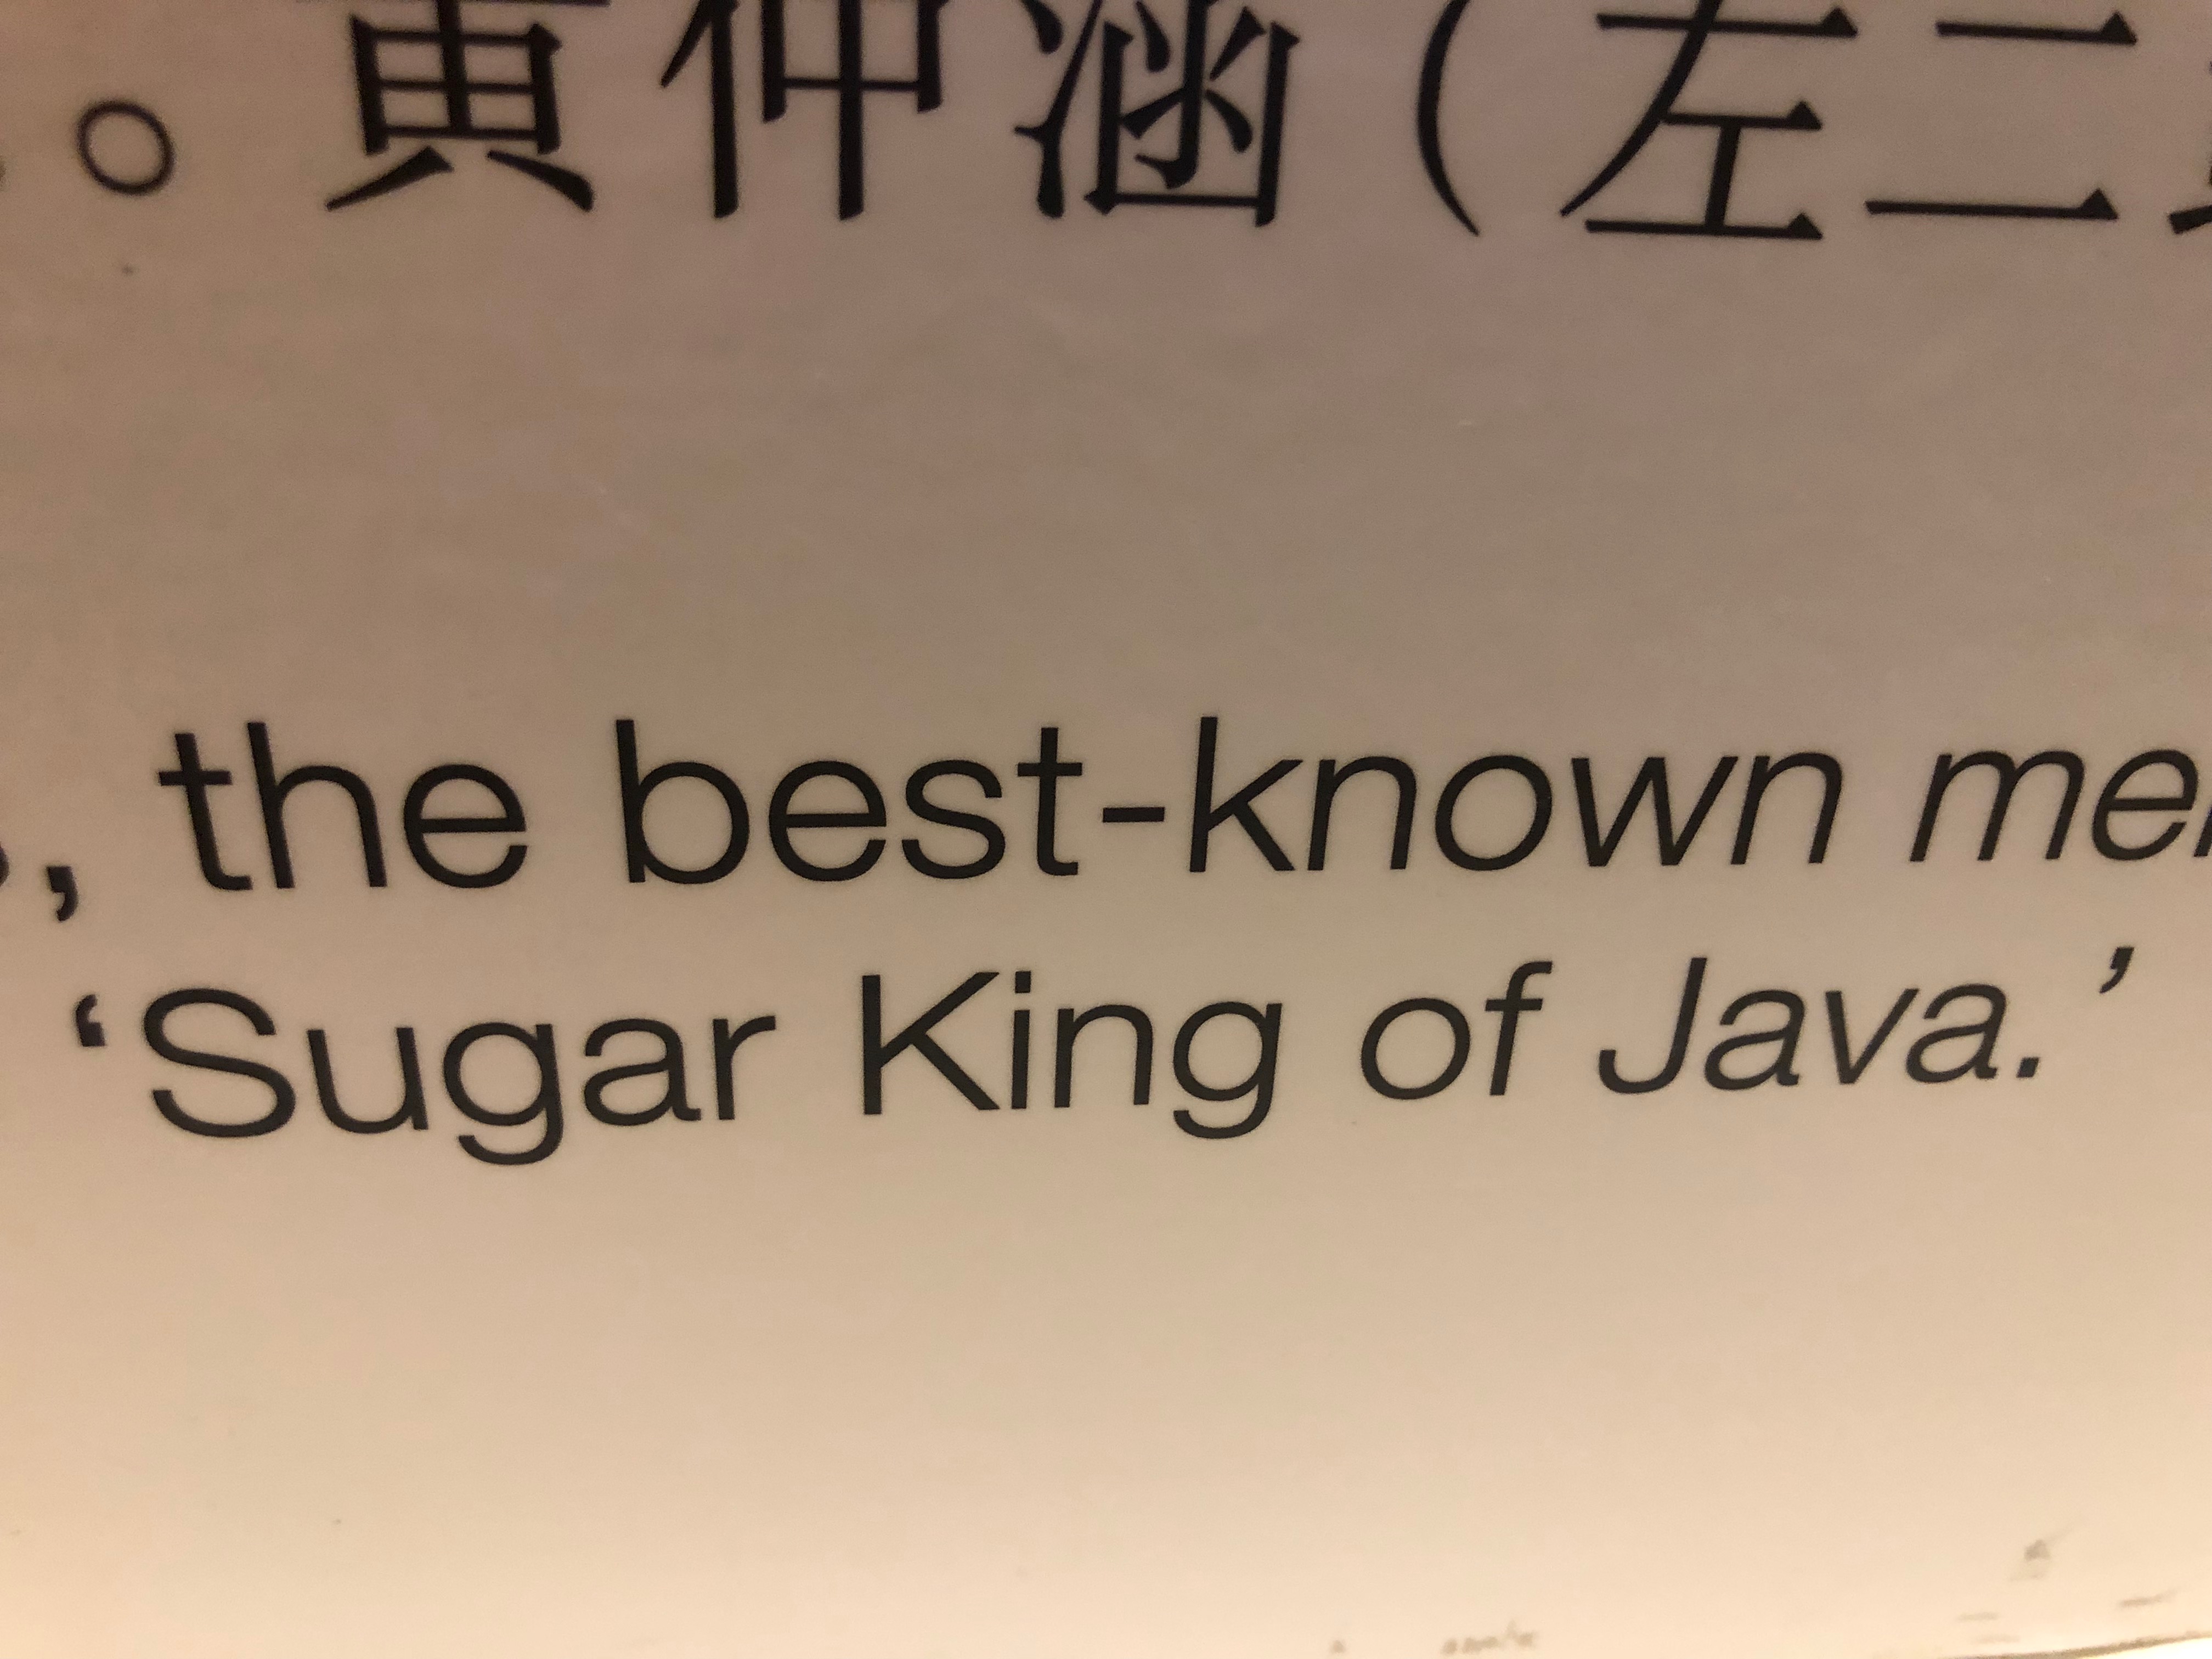 。黄仲涵（左二
, the best-known
‘Sugar King of Java.’